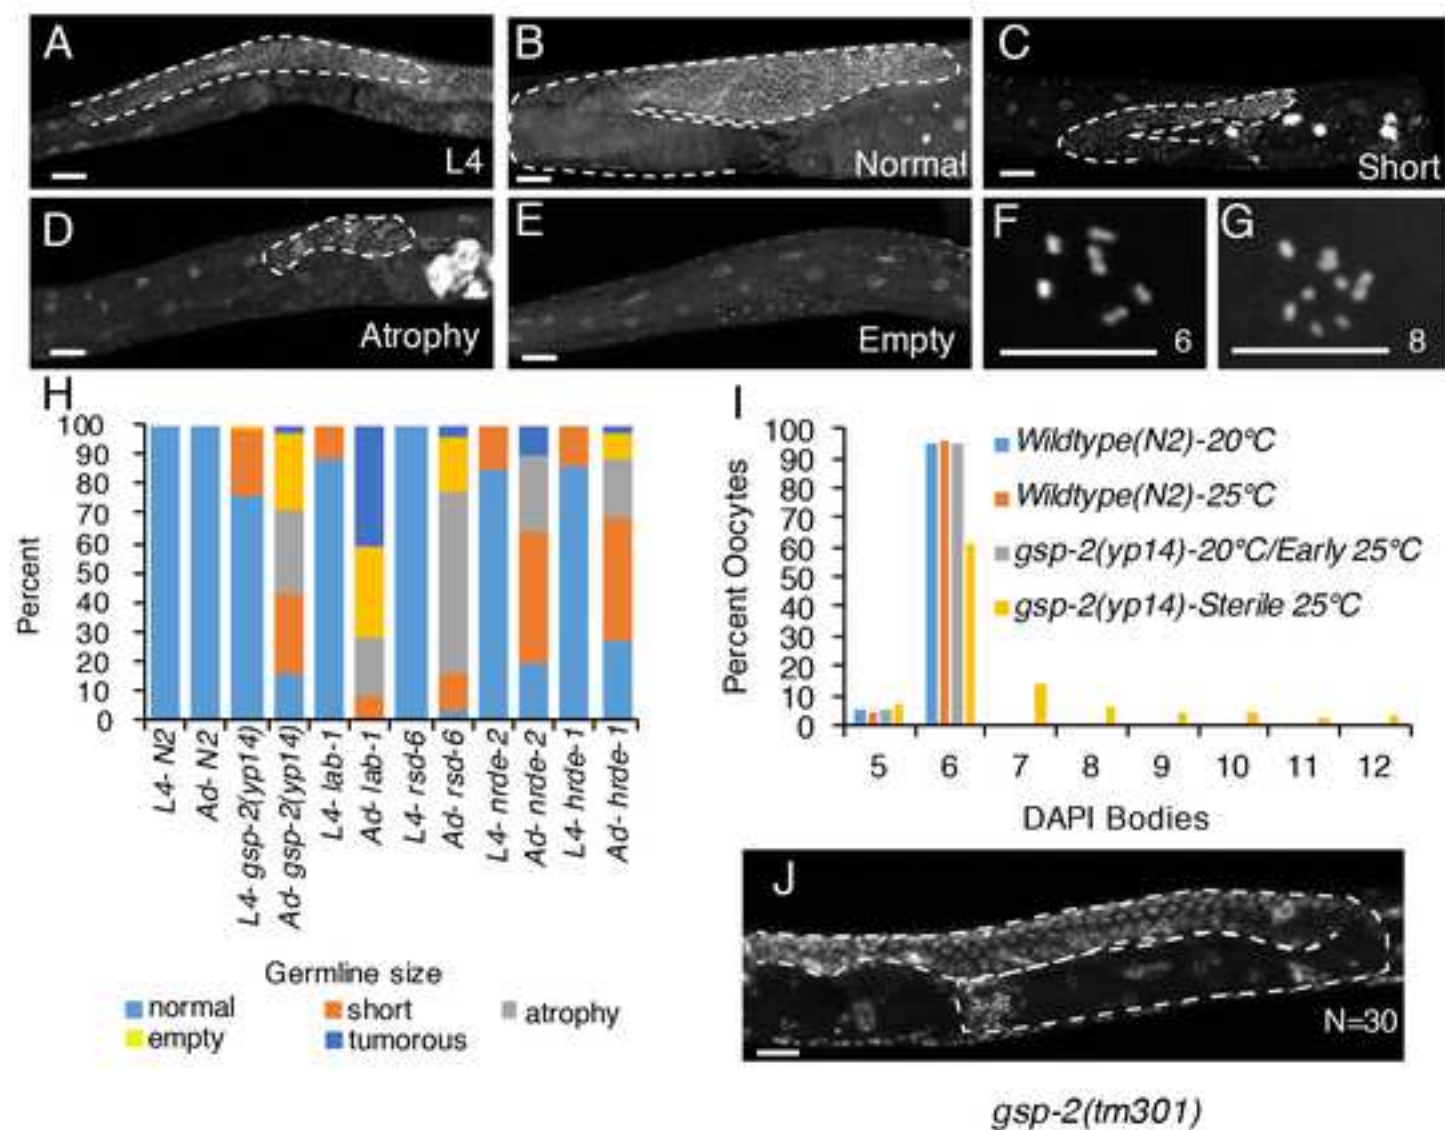 A
L4
B
Normal
C
Short
D
Atrophy
E
Empty
F
6
G
8
H
100
90
80
70
60
50
40
30
20
10
0
Percent
L4- N2
Ad- N2
L4- gsp-2(yp14)
Ad- gsp-2(yp14)
L4- lab-1
Ad- lab-1
L4- rsd-6
Ad- rsd-6
L4- nrde-2
Ad- nrde-2
L4- hrde-1
Ad- hrde-1
Germline size
normal
short
atrophy
empty
tumorous
I
100
90
80
70
60
50
40
30
20
10
0
Percent Oocytes
Wildtype(N2)-20°C
Wildtype(N2)-25°C
gsp-2(yp14)-20°C/Early 25°C
gsp-2(yp14)-Sterile 25°C
5 6 7 8 9 10 11 12
DAPI Bodies
J
N=30
gsp-2(tm301)